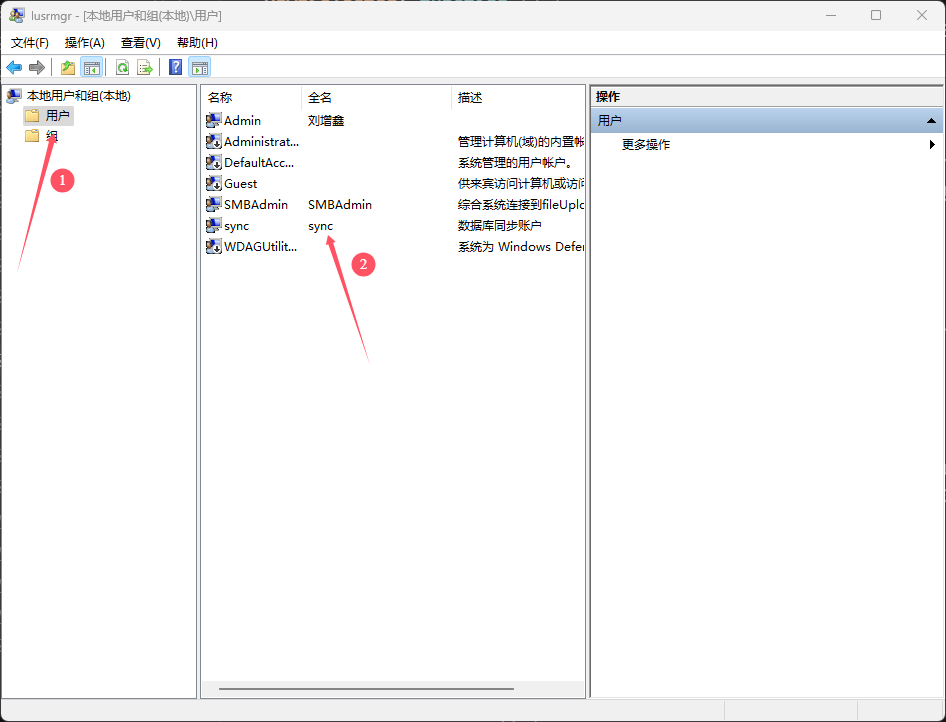 lusrmgr - [本地用户和组(本地)\用户]
文件(F) 操作(A) 查看(V) 帮助(H)
本地用户和组(本地)
用户
组
1
名称 全名 描述
Admin 刘增鑫
Administrat... 管理计算机(域)的内置帐
DefaultAcc... 系统管理的用户帐户。
Guest 供来宾访问计算机或访问
SMBAdmin SMBAdmin 综合系统连接到fileUplo
sync sync 数据库同步账户
WDAGUtilit... 系统为 Windows Defen
2
操作
用户
更多操作